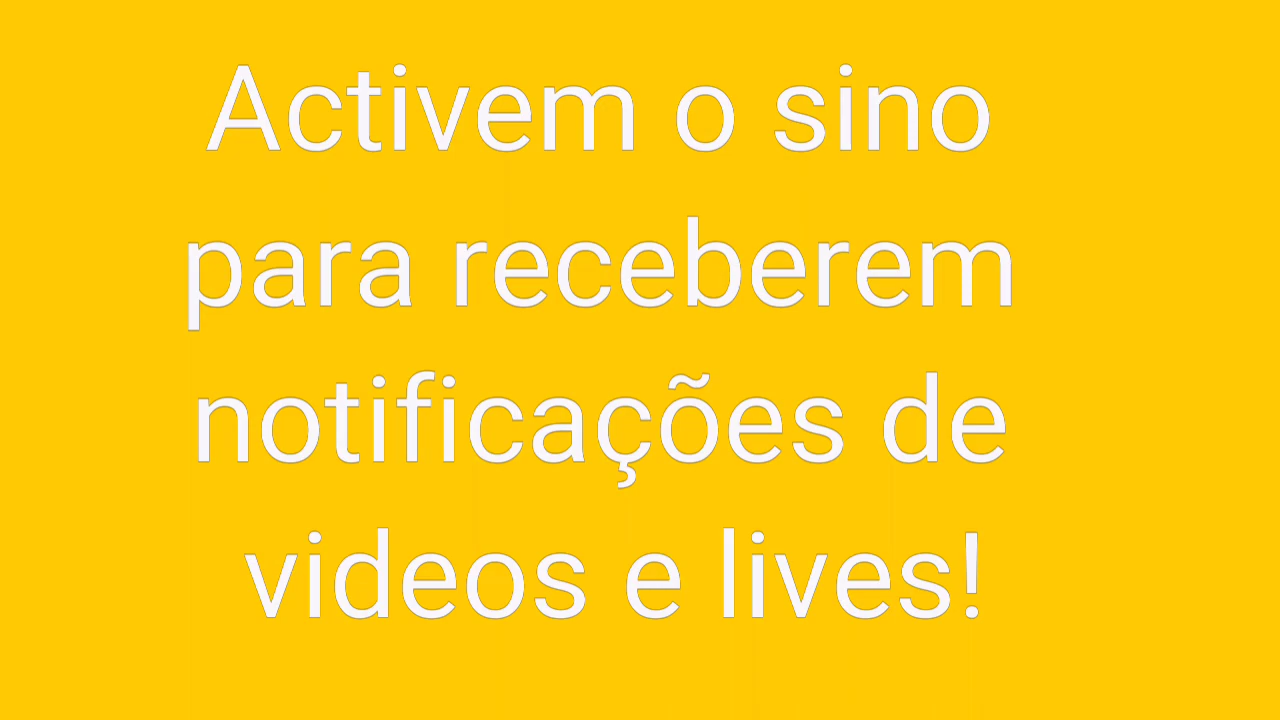 Activem o sino
para receberem
notificações de
videos e lives!